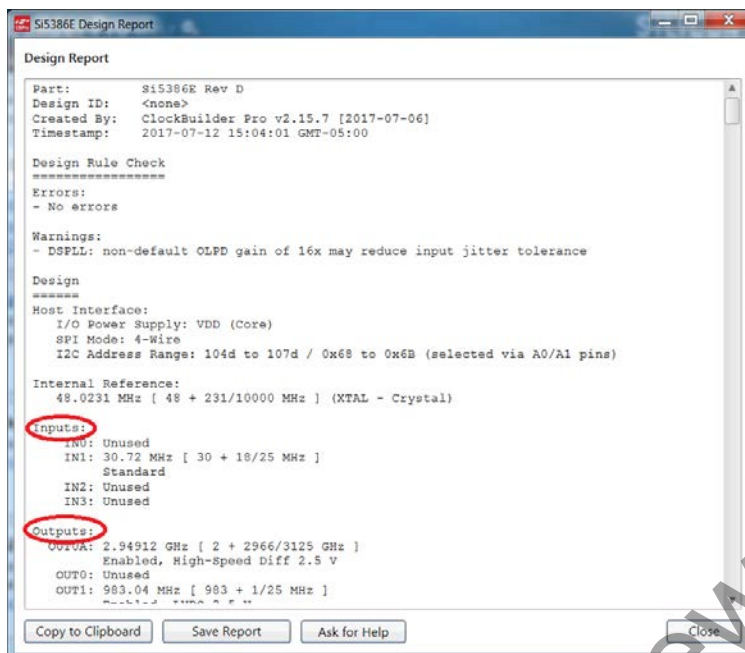 Si5386E Design Report
Design Report
Part: Si5386E Rev D
Design ID: <none>
Created By: ClockBuilder Pro v2.15.7 [2017-07-06]
Timestamp: 2017-07-12 15:04:01 GMT-05:00
Design Rule Check
=================
Errors:
- No errors
Warnings:
- DSPLL: non-default OLPD gain of 16x may reduce input jitter tolerance
Design
======
Host Interface:
I/O Power Supply: VDD (Core)
SPI Mode: 4-Wire
I2C Address Range: 104d to 107d / 0x68 to 0x6B (selected via A0/A1 pins)
Internal Reference:
48.0231 MHz [ 48 + 231/10000 MHz ] (XTAL - Crystal)
Inputs:
IN0: Unused
IN1: 30.72 MHz [ 30 + 18/25 MHz ]
Standard
IN2: Unused
IN3: Unused
Outputs:
OUT0A: 2.94912 GHz [ 2 + 2966/3125 GHz ]
Enabled, High-Speed Diff 2.5 V
OUT0: Unused
OUT1: 983.04 MHz [ 983 + 1/25 MHz ]
Copy to Clipboard Save Report Ask for Help Close